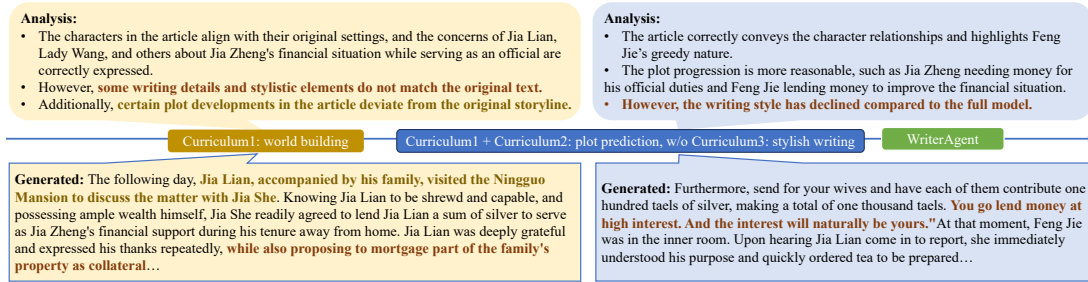 Analysis:
• The characters in the article align with their original settings, and the concerns of Jia Lian,
Lady Wang, and others about Jia Zheng's financial situation while serving as an official are
correctly expressed.
• However, some writing details and stylistic elements do not match the original text.
• Additionally, certain plot developments in the article deviate from the original storyline.
Analysis:
• The article correctly conveys the character relationships and highlights Feng
Jie's greedy nature.
• The plot progression is more reasonable, such as Jia Zheng needing money for
his official duties and Feng Jie lending money to improve the financial situation.
• However, the writing style has declined compared to the full model.
Curriculum1: world building
Curriculum1 + Curriculum2: plot prediction, w/o Curriculum3: stylish writing
WriterAgent
Generated: The following day, Jia Lian, accompanied by his family, visited the Ningguo
Mansion to discuss the matter with Jia She. Knowing Jia Lian to be shrewd and capable, and
possessing ample wealth himself, Jia She readily agreed to lend Jia Lian a sum of silver to serve
as Jia Zheng's financial support during his tenure away from home. Jia Lian was deeply grateful
and expressed his thanks repeatedly, while also proposing to mortgage part of the family's
property as collateral…
Generated: Furthermore, send for your wives and have each of them contribute one
hundred taels of silver, making a total of one thousand taels. You go lend money at
high interest. And the interest will naturally be yours."At that moment, Feng Jie
was in the inner room. Upon hearing Jia Lian come in to report, she immediately
understood his purpose and quickly ordered tea to be prepared…